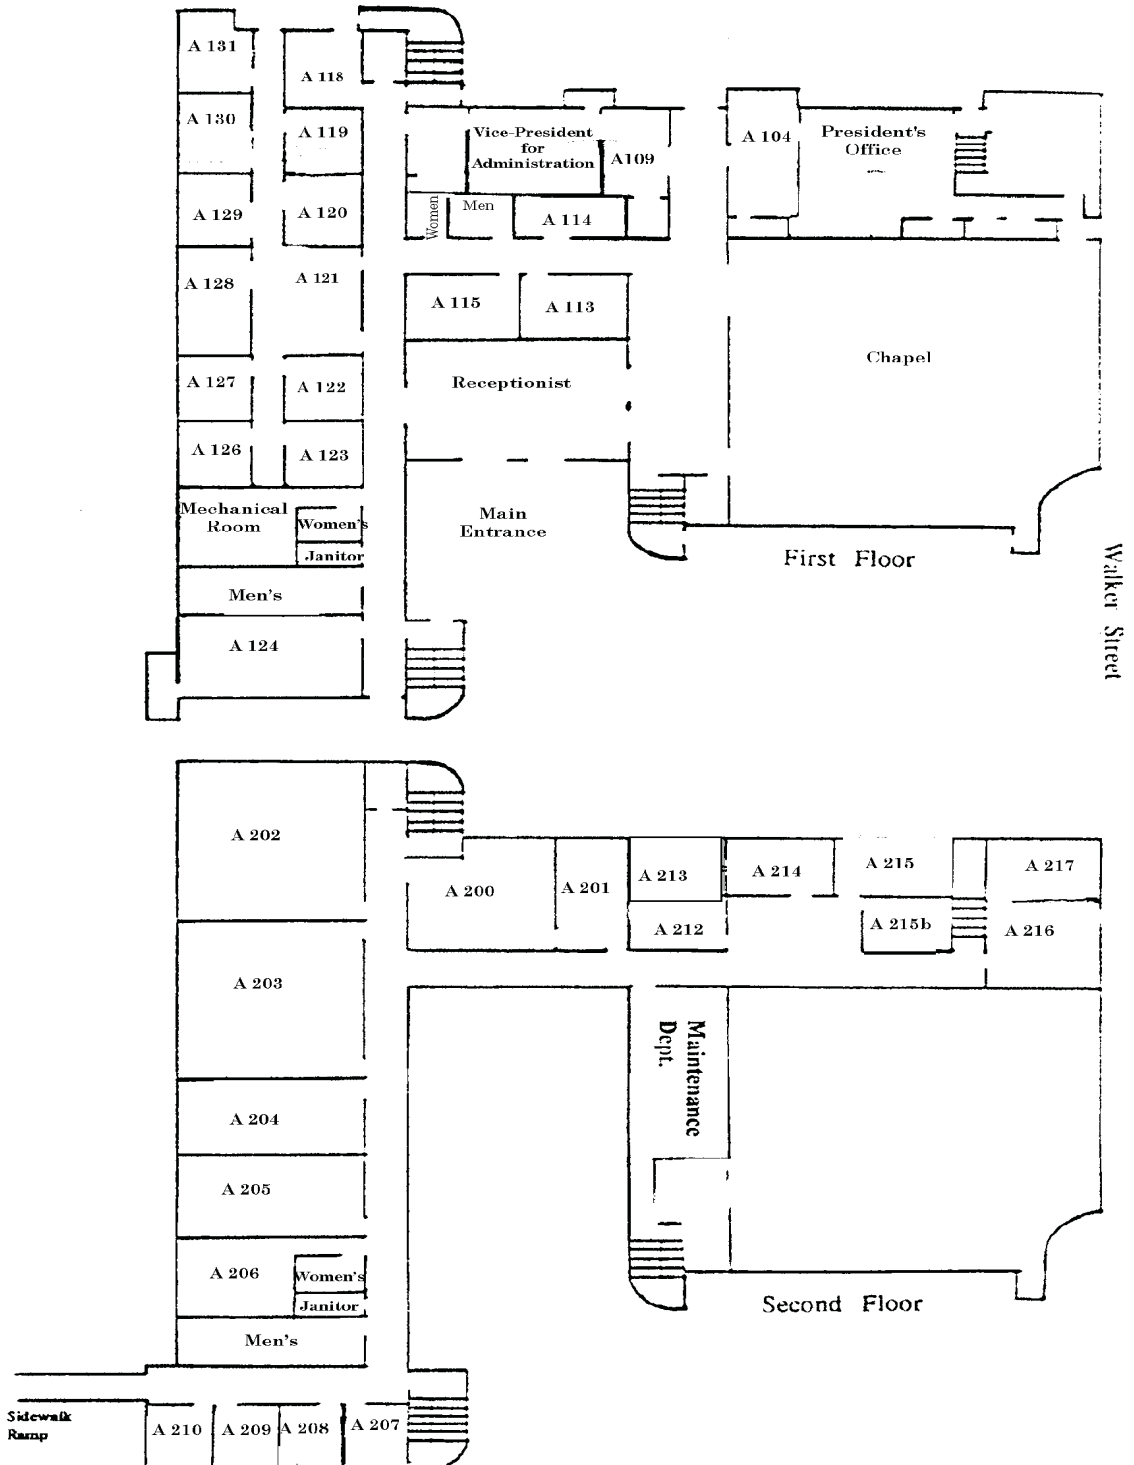 A 131
A 118
A 130
A 119
Vice-President
for
Administration
A109
A 104
President's
Office
A 129
A 120
Women
Men
A 114
A 128
A 121
A 115
A 113
Chapel
A 127
A 122
Receptionist
A 126
A 123
Mechanical
Room
Women's
Janitor
Main
Entrance
First Floor
Walker Street
Men's
A 124
A 202
A 200
A 201
A 213
A 214
A 215
A 217
A 212
A 215b
A 216
A 203
Maintenance
Dept.
A 204
A 205
A 206
Women's
Janitor
Second Floor
Men's
Sidewalk
Ramp
A 210
A 209
A 208
A 207